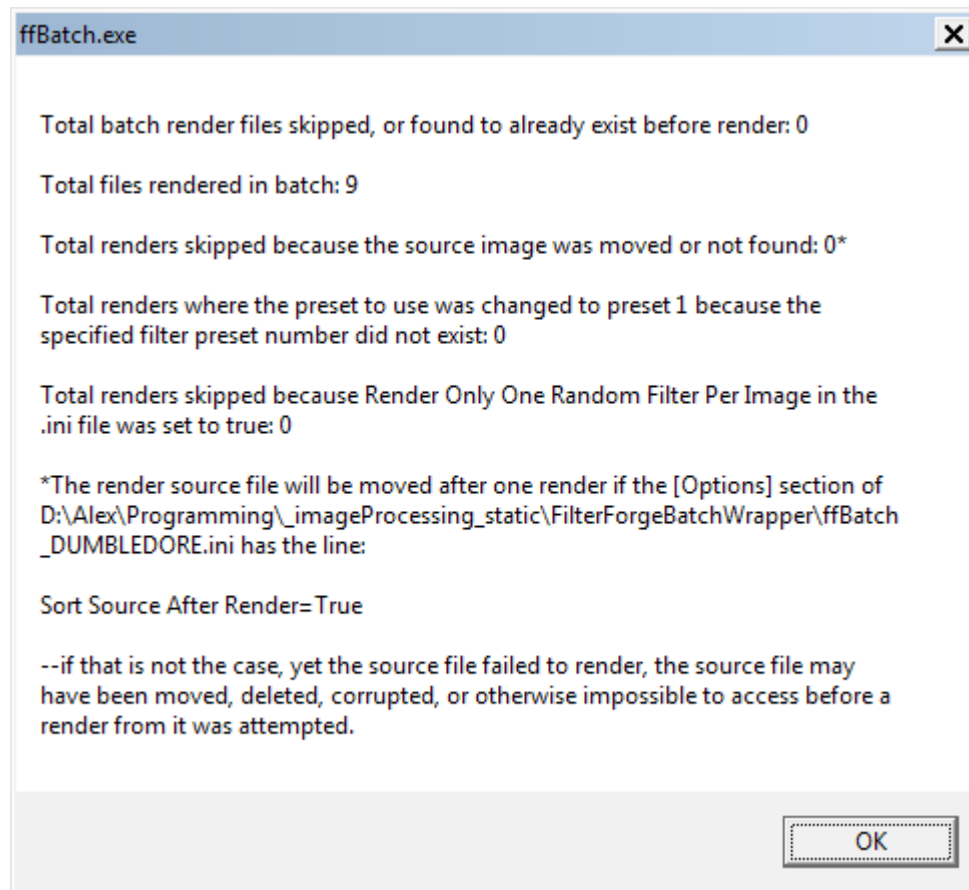 ffBatch.exe
Total batch render files skipped, or found to already exist before render: 0
Total files rendered in batch: 9
Total renders skipped because the source image was moved or not found: 0*
Total renders where the preset to use was changed to preset 1 because the
specified filter preset number did not exist: 0
Total renders skipped because Render Only One Random Filter Per Image in the
.ini file was set to true: 0
*The render source file will be moved after one render if the [Options] section of
D:\Alex\Programming\_imageProcessing_static\FilterForgeBatchWrapper\ffBatch
_DUMBLEDORE.ini has the line:
Sort Source After Render=True
--if that is not the case, yet the source file failed to render, the source file may
have been moved, deleted, corrupted, or otherwise impossible to access before a
render from it was attempted.
OK